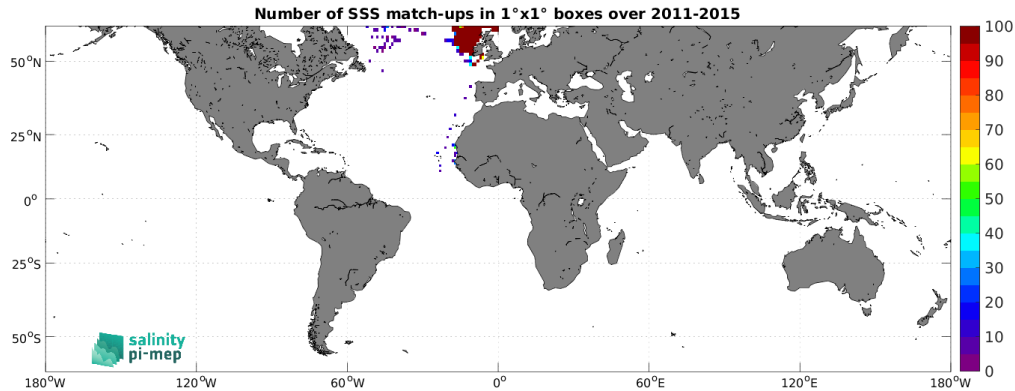 Number of SSS match-ups in 1°x1° boxes over 2011-2015
50°N
25°N
0°
25°S
50°S
180°W
120°W
60°W
0°
60°E
120°E
180°W
100
90
80
70
60
50
40
30
20
10
0
salinity
pi-mep